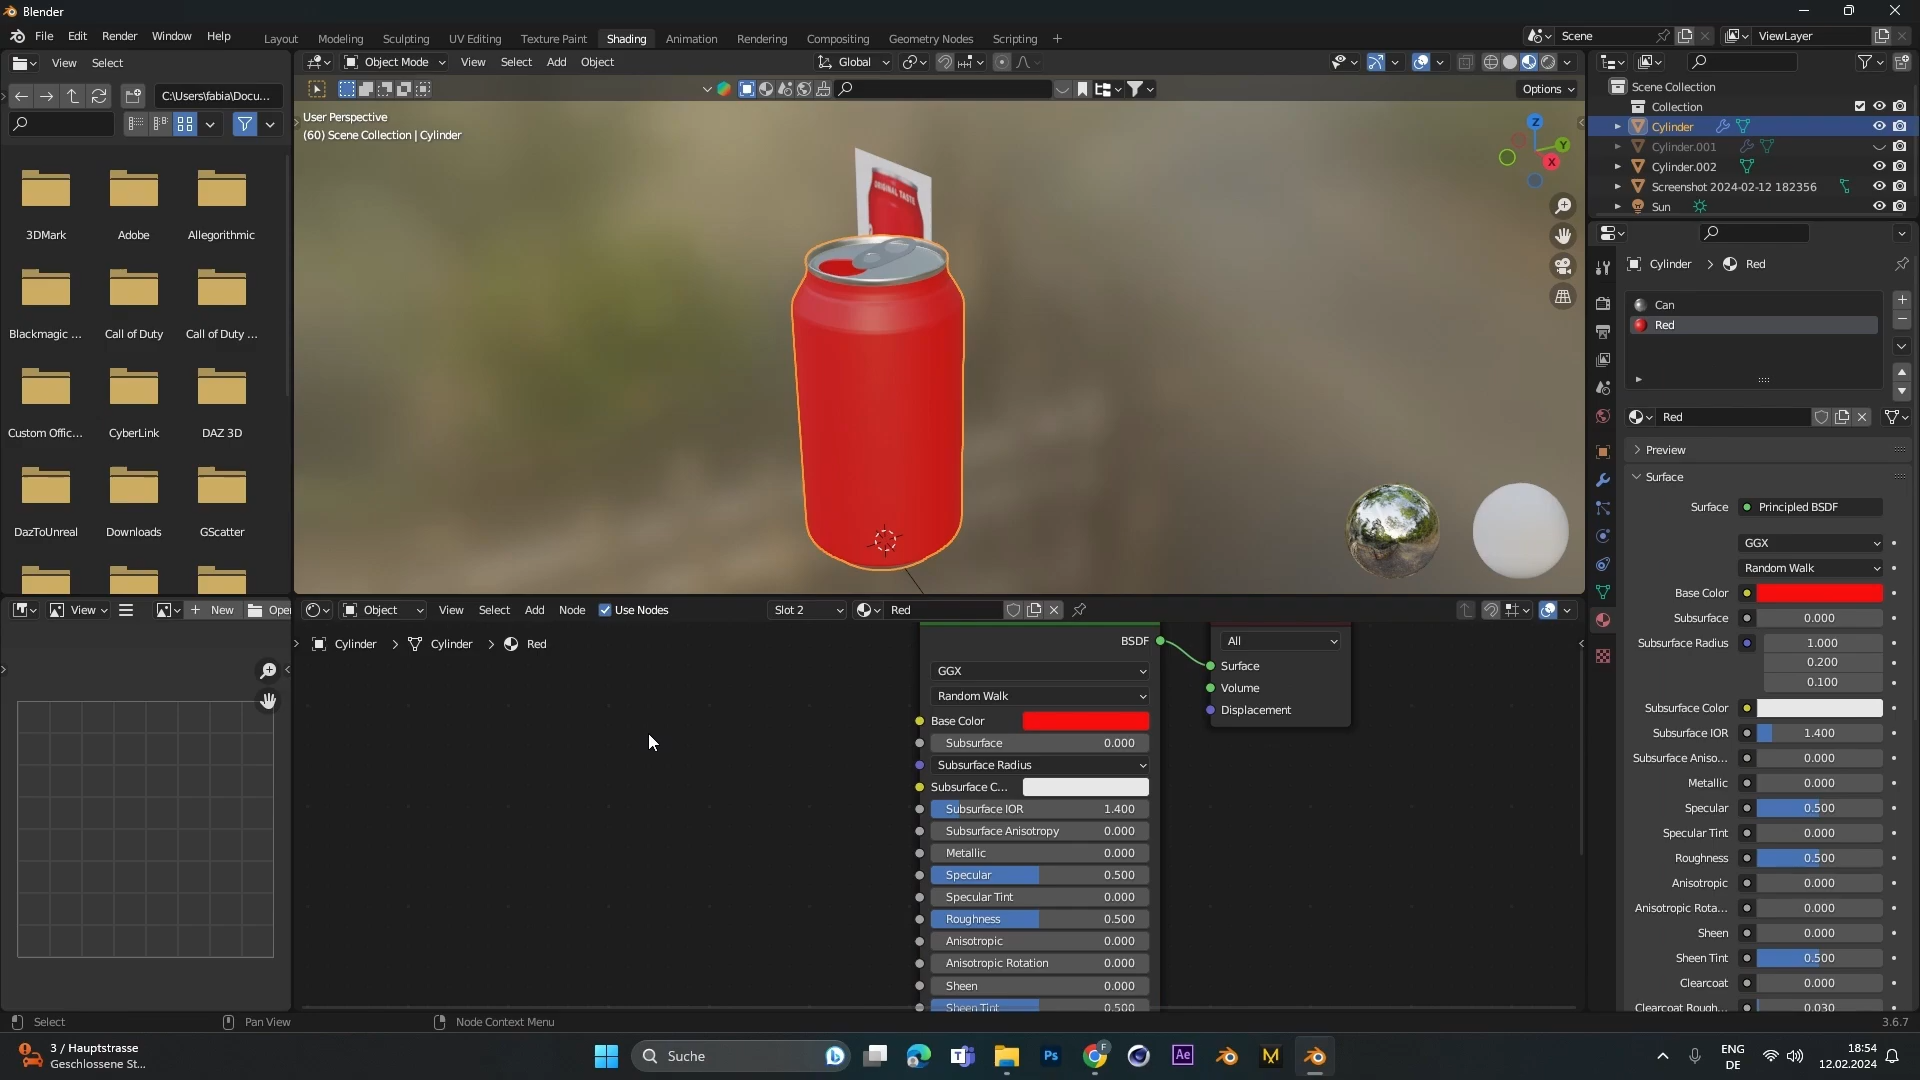 Blender
File Edit Render Window Help
Layout Modeling Sculpting UV Editing Texture Paint Shading Animation Rendering Compositing Geometry Nodes Scripting +
Scene
ViewLayer
View Select
Object Mode View Select Add Object
Global
C:\Users\fabia\Docu...
Options
User Perspective
(60) Scene Collection | Cylinder
ORIGINAL TASTE
Z
Y
X
3DMark Adobe Allegorithmic
Blackmagic ... Call of Duty Call of Duty ...
Custom Offic... CyberLink DAZ 3D
DazToUnreal Downloads GScatter
Scene Collection
Collection
Cylinder
Cylinder.001
Cylinder.002
Screenshot 2024-02-12 182356
Sun
Cylinder > Red
Can
Red
Red
Preview
Surface
Surface Principled BSDF
GGX
Random Walk
Base Color
Subsurface 0.000
Subsurface Radius 1.000
0.200
0.100
Subsurface Color
Subsurface IOR 1.400
Subsurface Aniso... 0.000
Metallic 0.000
Specular 0.500
Specular Tint 0.000
Roughness 0.500
Anisotropic 0.000
Anisotropic Rota... 0.000
Sheen 0.000
Sheen Tint 0.500
Clearcoat 0.000
Clearcoat Rough... 0.030
View + New Open
Object View Select Add Node Use Nodes Slot 2 Red
Cylinder > Cylinder > Red
BSDF
GGX
Random Walk
Base Color
Subsurface 0.000
Subsurface Radius
Subsurface C...
Subsurface IOR 1.400
Subsurface Anisotropy 0.000
Metallic 0.000
Specular 0.500
Specular Tint 0.000
Roughness 0.500
Anisotropic 0.000
Anisotropic Rotation 0.000
Sheen 0.000
Sheen Tint 0.500
All
Surface
Volume
Displacement
Select Pan View Node Context Menu 3.6.7
3 / Hauptstrasse
Geschlossene St...
Suche
Ps
Ae
M
F
ENG
DE
18:54
12.02.2024